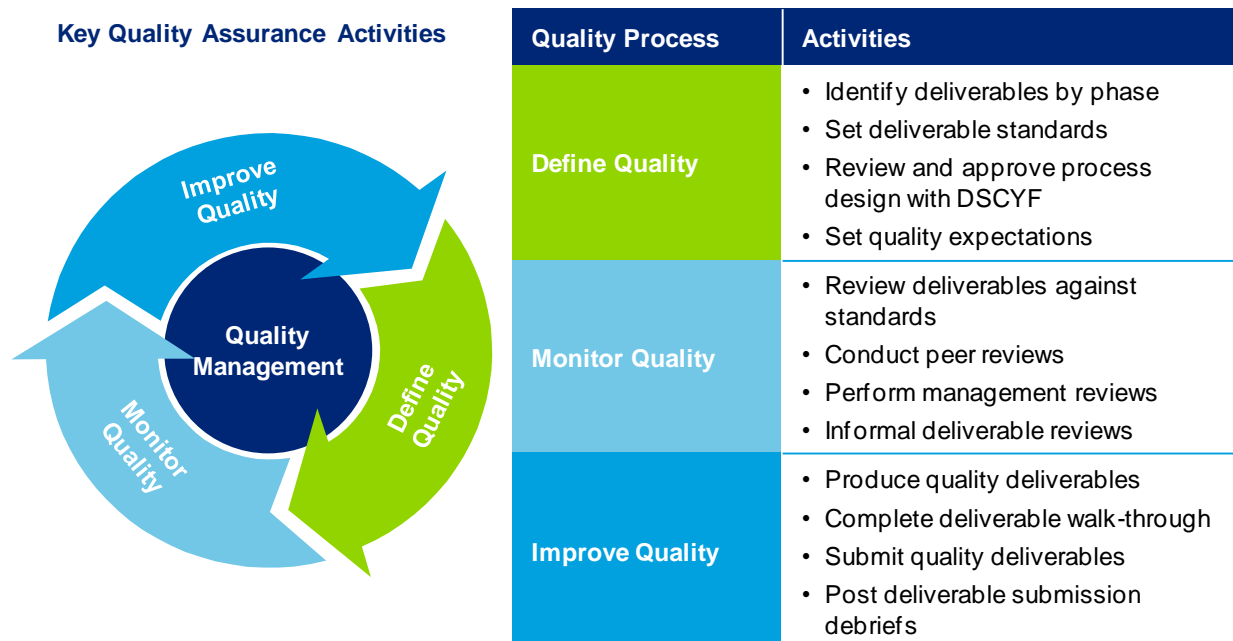 Key Quality Assurance Activities
Improve
Quality
Quality
Management
Define
Quality
Monitor
Quality
Quality Process
Activities
Define Quality
• Identify deliverables by phase
• Set deliverable standards
• Review and approve process
design with DSCYF
• Set quality expectations
Monitor Quality
• Review deliverables against
standards
• Conduct peer reviews
• Perform management reviews
• Informal deliverable reviews
Improve Quality
• Produce quality deliverables
• Complete deliverable walk-through
• Submit quality deliverables
• Post deliverable submission
debriefs